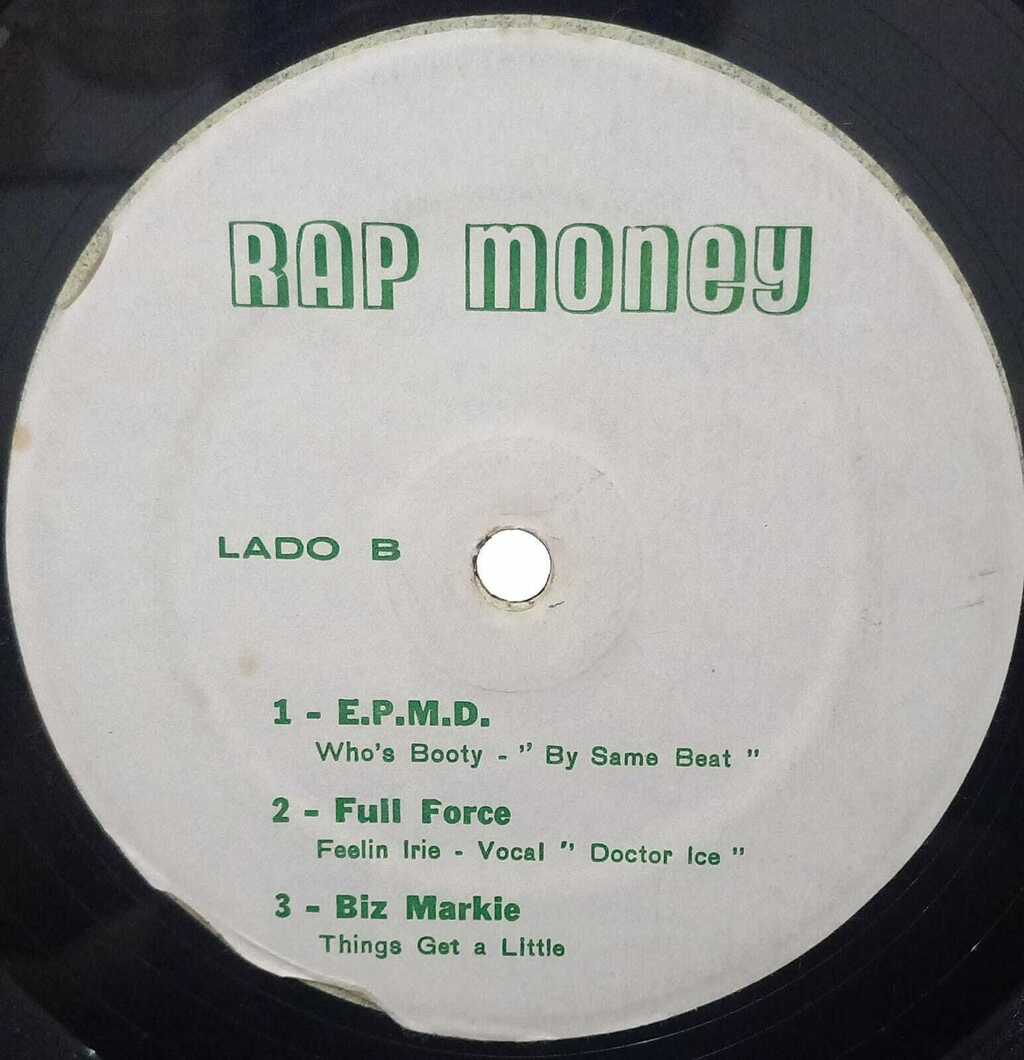 RAP money
LADO B
1 - E.P.M.D.
Who's Booty - " By Same Beat "
2 - Full Force
Feelin Irie - Vocal " Doctor Ice "
3 - Biz Markie
Things Get a Little